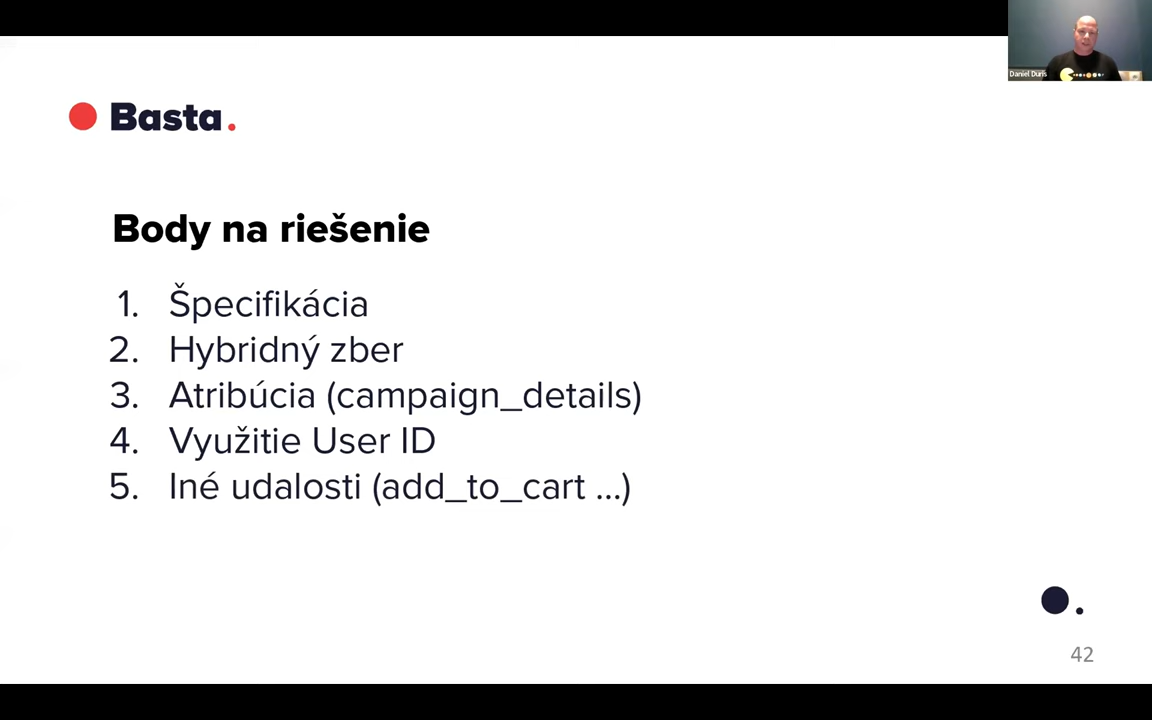 Daniel Duriš
Basta.
Body na riešenie
1. Špecifikácia
2. Hybridný zber
3. Atribúcia (campaign_details)
4. Využitie User ID
5. Iné udalosti (add_to_cart ...)
42